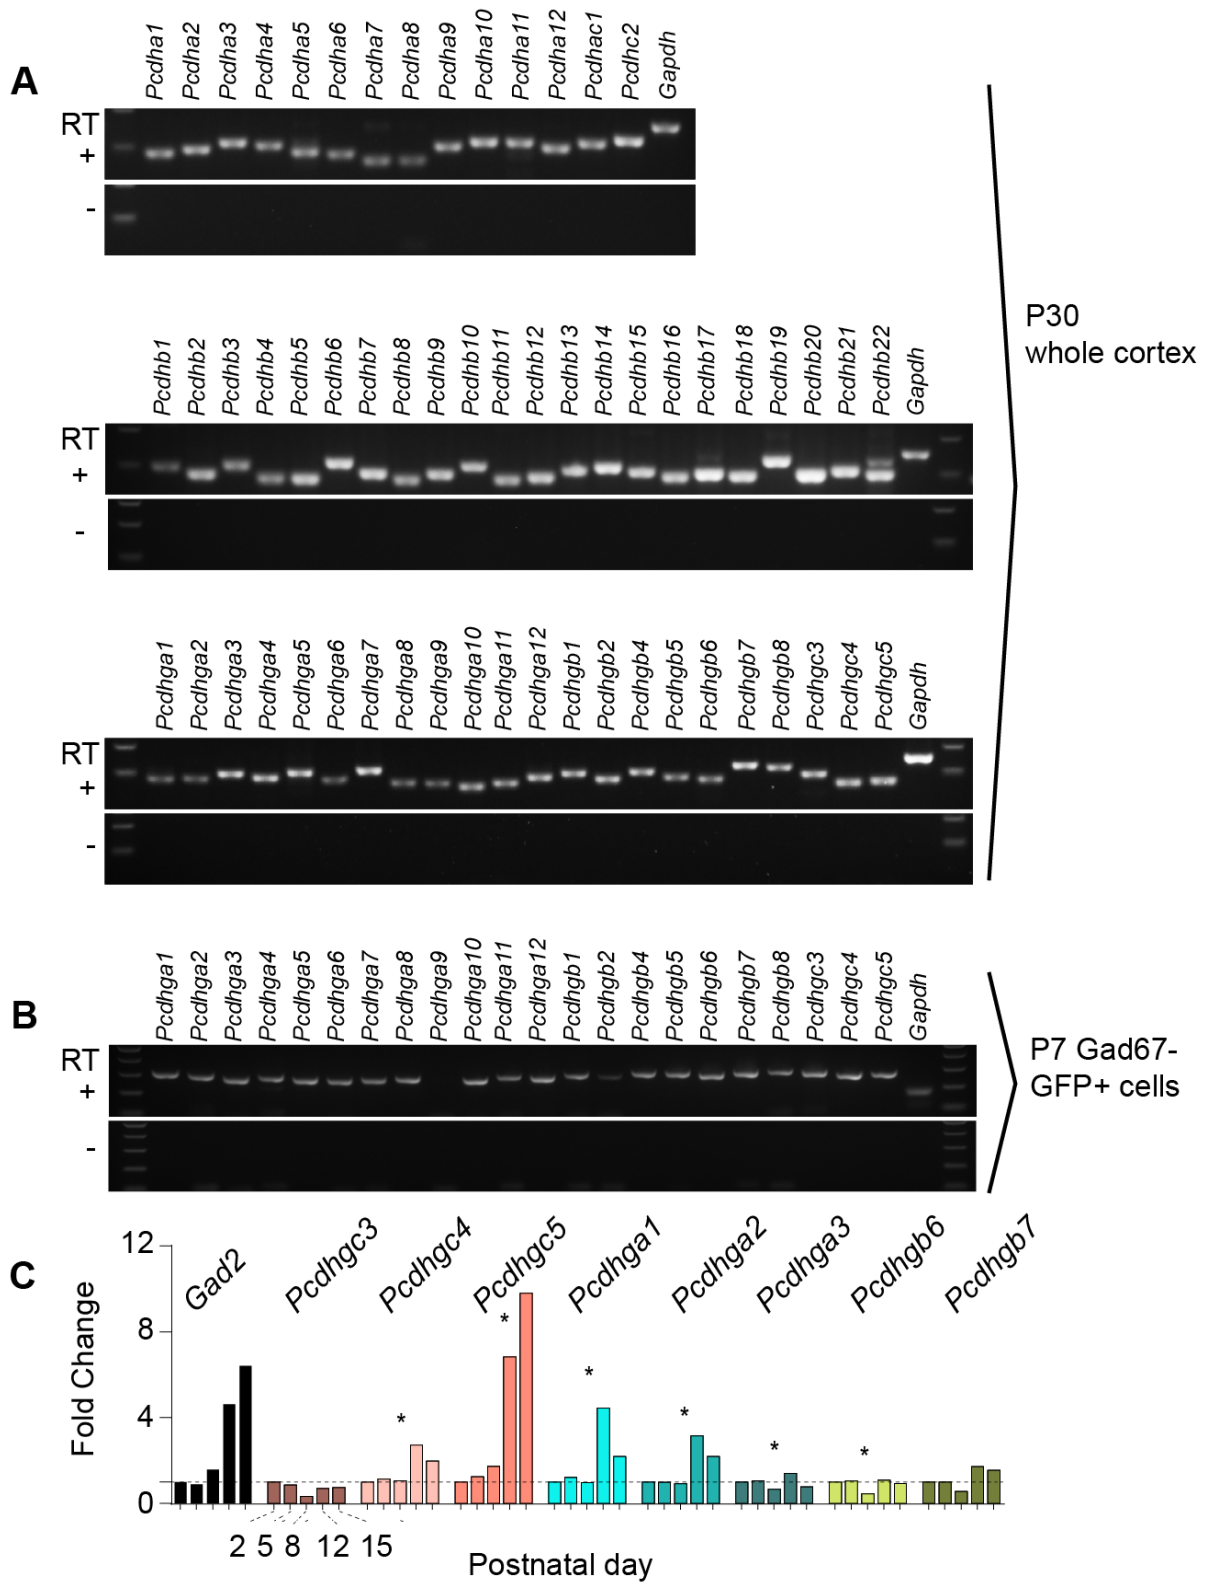 A
Pcdha1 Pcdha2 Pcdha3 Pcdha4 Pcdha5 Pcdha6 Pcdha7 Pcdha8 Pcdha9 Pcdha10 Pcdha11 Pcdha12 Pcdhac1 Pcdhc2 Gapdh
RT
+
-
P30
whole cortex
Pcdhb1 Pcdhb2 Pcdhb3 Pcdhb4 Pcdhb5 Pcdhb6 Pcdhb7 Pcdhb8 Pcdhb9 Pcdhb10 Pcdhb11 Pcdhb12 Pcdhb13 Pcdhb14 Pcdhb15 Pcdhb16 Pcdhb17 Pcdhb18 Pcdhb19 Pcdhb20 Pcdhb21 Pcdhb22 Gapdh
RT
+
-
Pcdhga1 Pcdhga2 Pcdhga3 Pcdhga4 Pcdhga5 Pcdhga6 Pcdhga7 Pcdhga8 Pcdhga9 Pcdhga10 Pcdhga11 Pcdhga12 Pcdhgb1 Pcdhgb2 Pcdhgb4 Pcdhgb5 Pcdhgb6 Pcdhgb7 Pcdhgb8 Pcdhgc3 Pcdhgc4 Pcdhgc5 Gapdh
RT
+
-
B
Pcdhga1 Pcdhga2 Pcdhga3 Pcdhga4 Pcdhga5 Pcdhga6 Pcdhga7 Pcdhga8 Pcdhga9 Pcdhga10 Pcdhga11 Pcdhga12 Pcdhgb1 Pcdhgb2 Pcdhgb4 Pcdhgb5 Pcdhgb6 Pcdhgb7 Pcdhgb8 Pcdhgc3 Pcdhgc4 Pcdhgc5 Gapdh
RT
+
-
P7 Gad67-
GFP+ cells
C
Gad2 Pcdhgc3 Pcdhgc4 Pcdhgc5 Pcdhga1 Pcdhga2 Pcdhga3 Pcdhgb6 Pcdhgb7
Fold Change
12
8
4
0
* * * * * *
2 5 8 12 15
Postnatal day